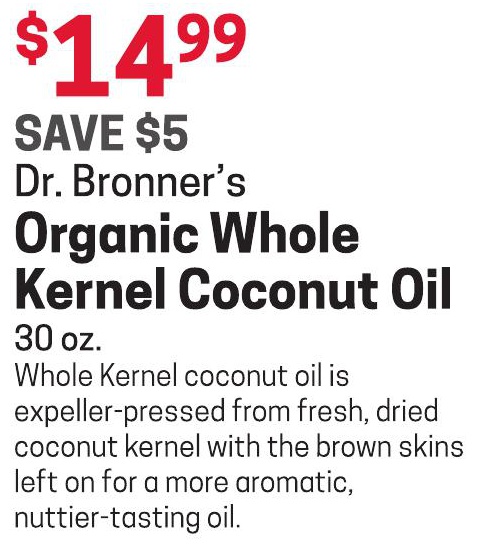 $14.99
SAVE $5
Dr. Bronner’s
Organic Whole
Kernel Coconut Oil
30 oz.
Whole Kernel coconut oil is
expeller-pressed from fresh, dried
coconut kernel with the brown skins
left on for a more aromatic,
nuttier-tasting oil.